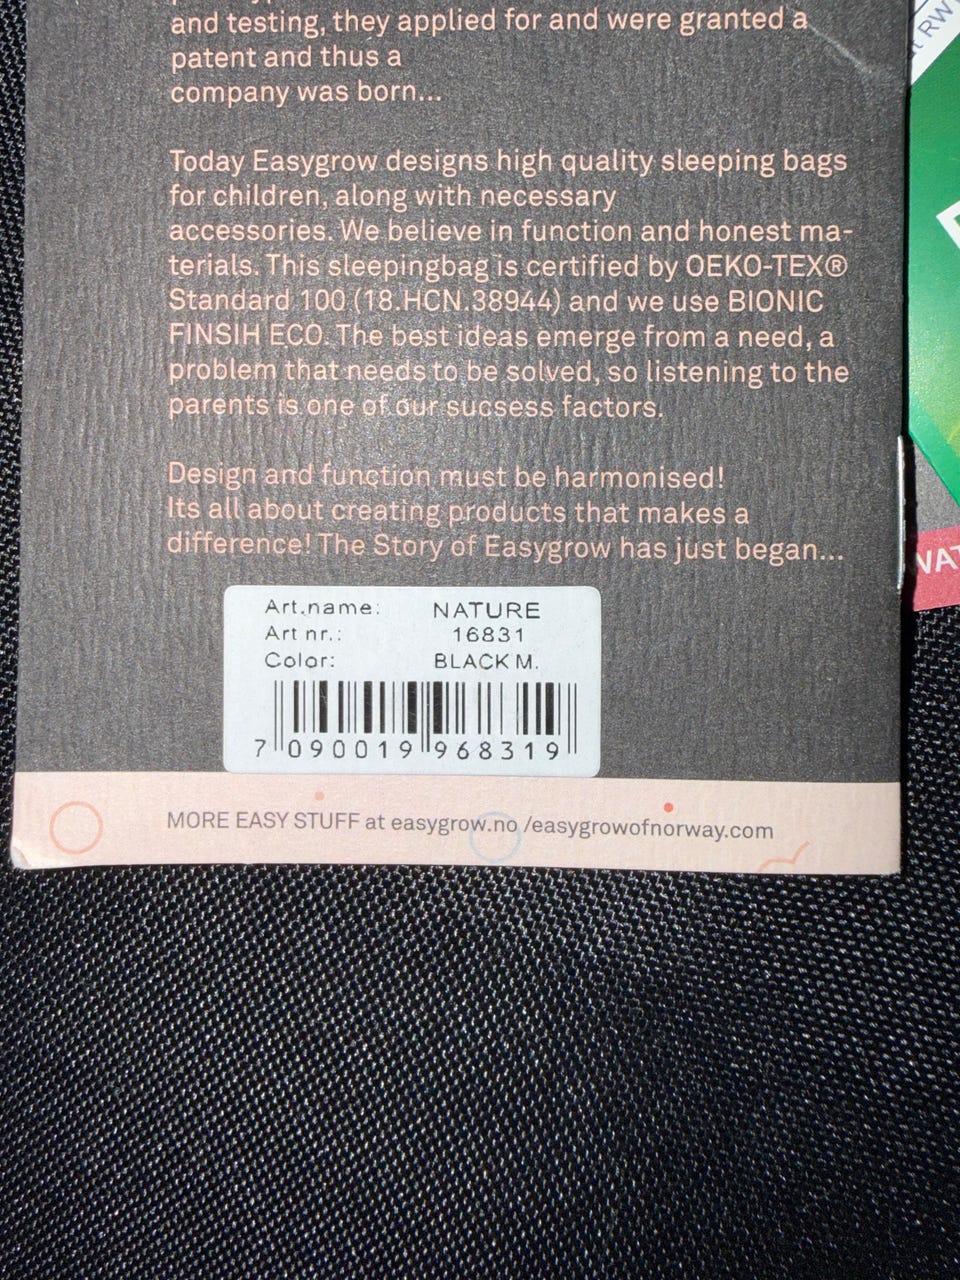 and testing, they applied for and were granted a
patent and thus a
company was born...
Today Easygrow designs high quality sleeping bags
for children, along with necessary
accessories. We believe in function and honest ma-
terials. This sleepingbag is certified by OEKO-TEX®
Standard 100 (18.HCN.38944) and we use BIONIC
FINSIH ECO. The best ideas emerge from a need, a
problem that needs to be solved, so listening to the
parents is one of our sucsess factors.
Design and function must be harmonised!
Its all about creating products that makes a
difference! The Story of Easygrow has just began...
Art.name: NATURE
Art nr.: 16831
Color: BLACK M.
7 090019 968319
MORE EASY STUFF at easygrow.no /easygrowofnorway.com
RW